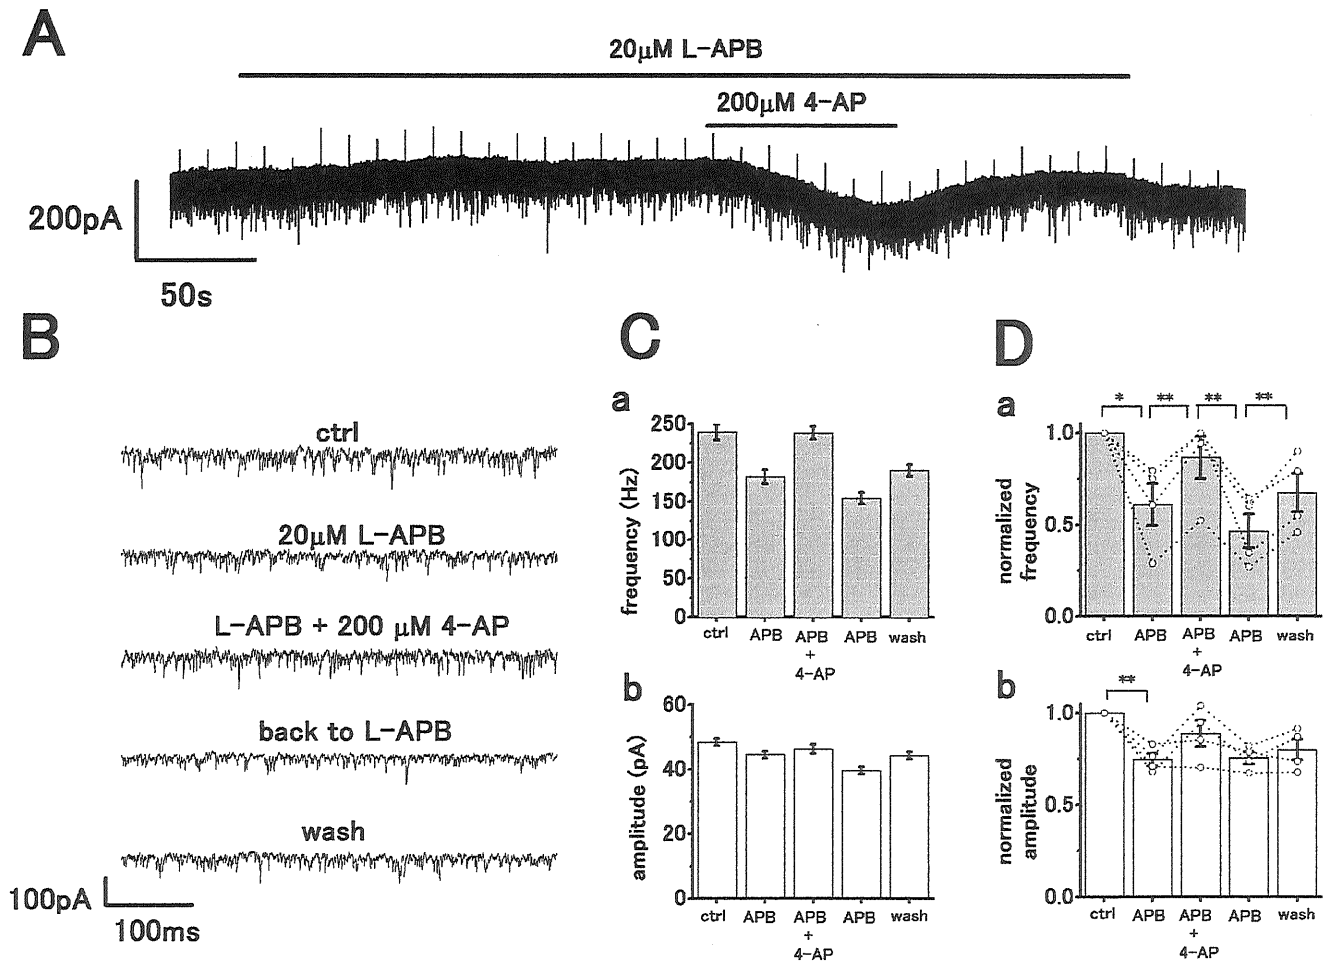 A
20μM L-APB
200μM 4-AP
200pA
50s
B
ctrl
20μM L-APB
L-APB + 200 μM 4-AP
back to L-APB
wash
100pA
100ms
C
a
frequency (Hz)
250
200
150
100
50
0
ctrl APB APB APB wash
+
4-AP
b
amplitude (pA)
60
40
20
0
ctrl APB APB APB wash
+
4-AP
D
a
* ** ** **
normalized
frequency
1.0
0.5
0.0
ctrl APB APB APB wash
+
4-AP
b
**
normalized
amplitude
1.0
0.5
0.0
ctrl APB APB APB wash
+
4-AP